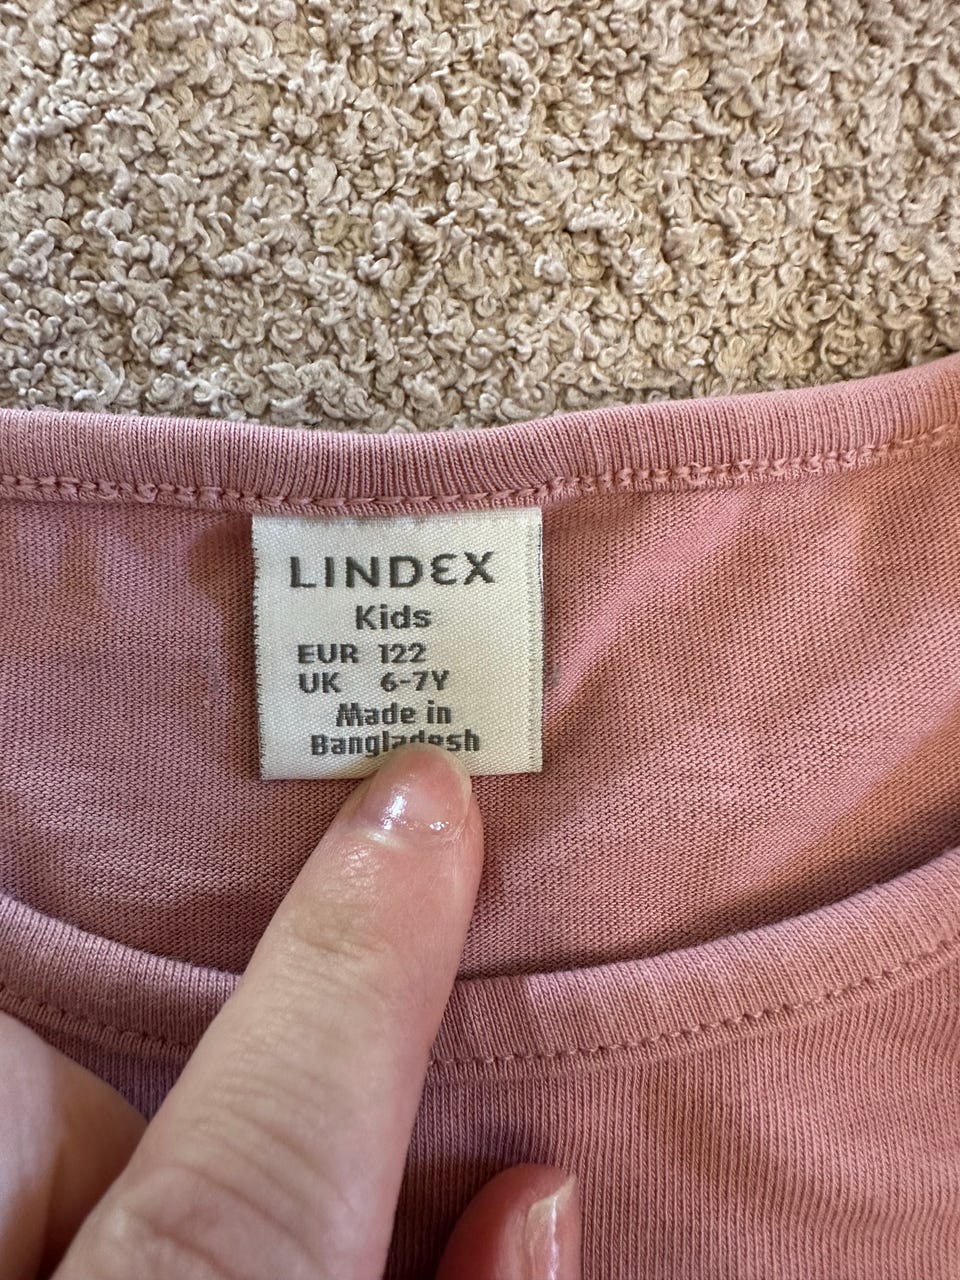 LINDEX
Kids
EUR 122
UK 6-7Y
Made in
Bangladesh